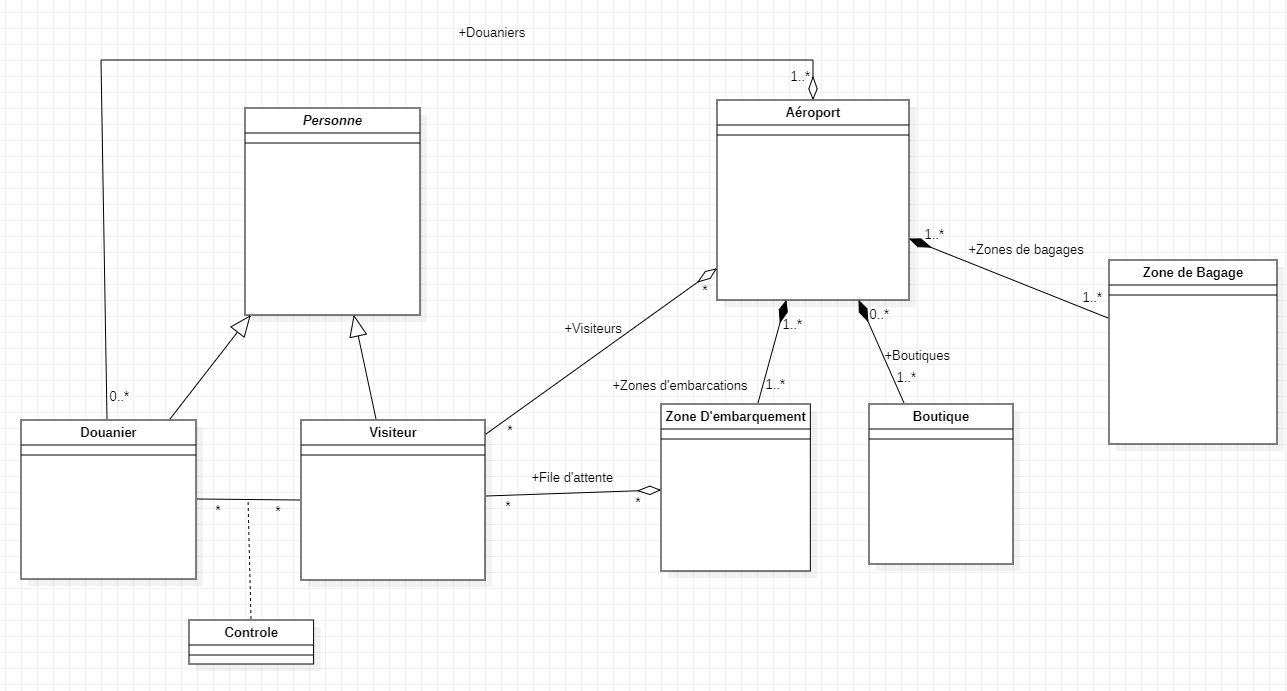 +Douaniers
1..*
Personne
Aéroport
1..*
+Zones de bagages
Zone de Bagage
*
1..*
1..*
0..*
+Visiteurs
+Boutiques
1..*
+Zones d'embarcations
1..*
0..*
Zone D'embarquement
Boutique
Douanier
Visiteur
*
+File d'attente
*
*
*
*
Controle